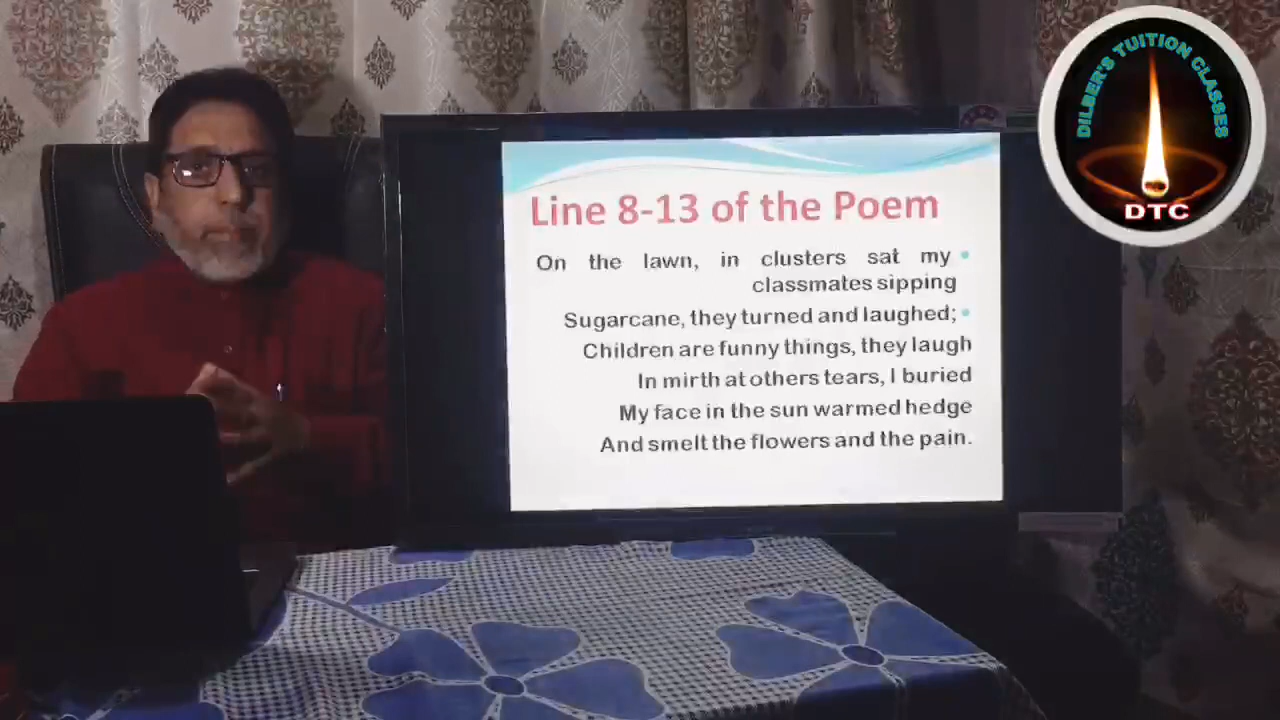 DILBER'S TUITION CLASSES
DTC
Line 8-13 of the Poem
On the lawn, in clusters sat my
classmates sipping
Sugarcane, they turned and laughed;
Children are funny things, they laugh
In mirth at others tears, I buried
My face in the sun warmed hedge
And smelt the flowers and the pain.